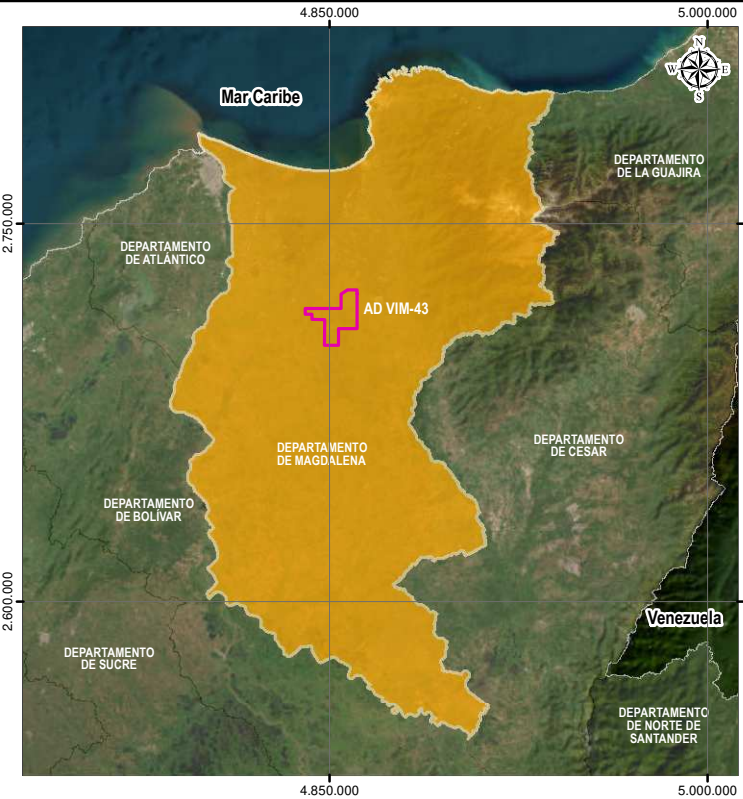 4.850.000
5.000.000
N
W
E
S
Mar Caribe
DEPARTAMENTO
DE LA GUAJIRA
2.750.000
DEPARTAMENTO
DE ATLÁNTICO
AD VIM-43
DEPARTAMENTO
DE MAGDALENA
DEPARTAMENTO
DE CESAR
DEPARTAMENTO
DE BOLÍVAR
2.600.000
Venezuela
DEPARTAMENTO
DE SUCRE
DEPARTAMENTO
DE NORTE DE
SANTANDER
4.850.000
5.000.000